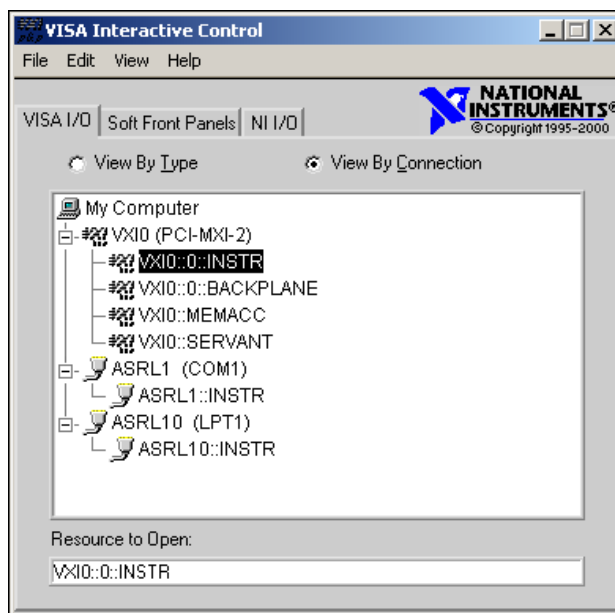 VISA Interactive Control
File Edit View Help
NATIONAL
INSTRUMENTS®
© Copyright 1995-2000
VISA I/O Soft Front Panels NI I/O
View By Type View By Connection
My Computer
VXI0 (PCI-MXI-2)
VXI0::0::INSTR
VXI0::0::BACKPLANE
VXI0::MEMACC
VXI0::SERVANT
ASRL1 (COM1)
ASRL1::INSTR
ASRL10 (LPT1)
ASRL10::INSTR
Resource to Open:
VXI0::0::INSTR